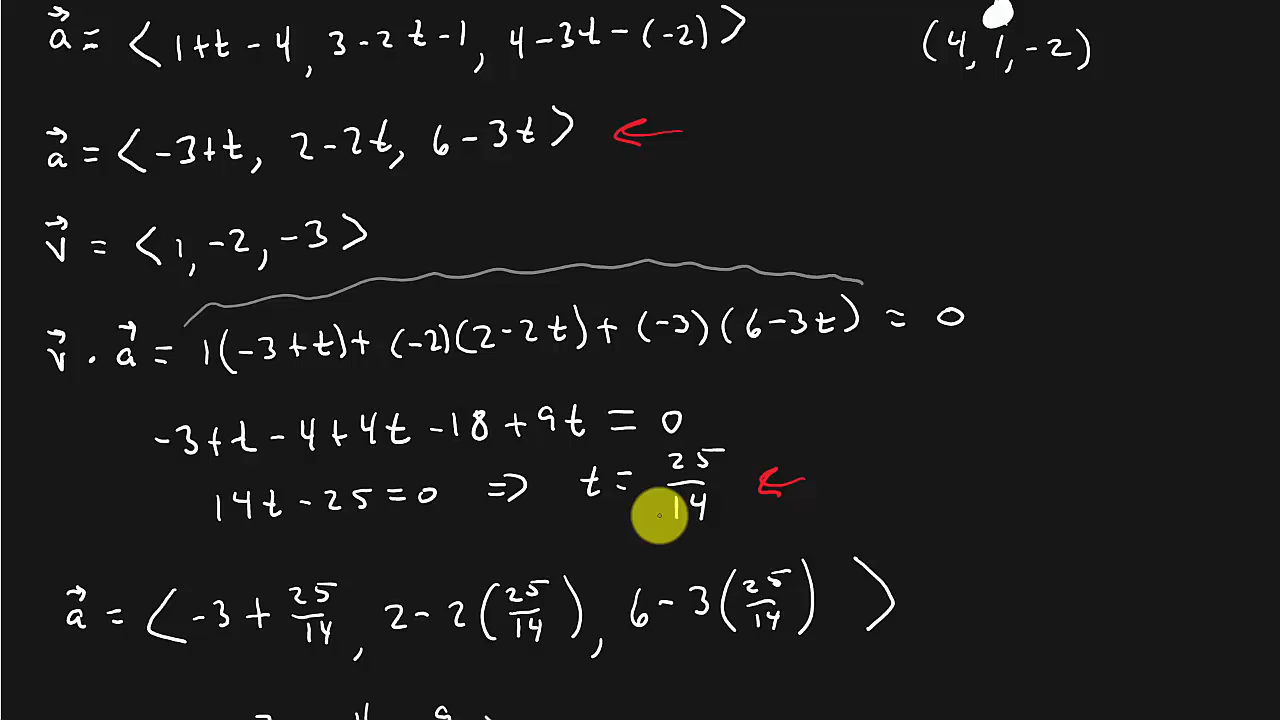 a⃗ = ⟨1+t-4, 3-2t-1, 4-3t-(-2)⟩ (4, 1, -2)
a⃗ = ⟨-3+t, 2-2t, 6-3t⟩
v⃗ = ⟨1, -2, -3⟩
v⃗ · a⃗ = 1(-3+t)+(-2)(2-2t)+(-3)(6-3t) = 0
-3+t-4+4t-18+9t = 0
14t-25=0 ⇒ t = 25/14
a⃗ = ⟨-3 + 25/14, 2-2(25/14), 6-3(25/14)⟩